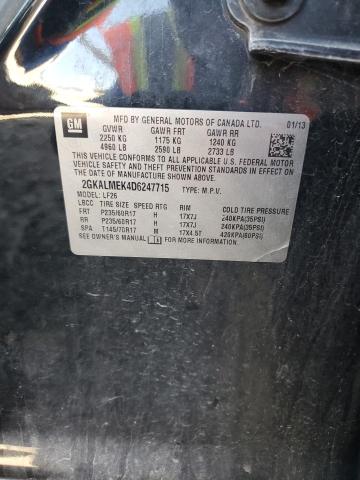 GM
MFD BY GENERAL MOTORS OF CANADA LTD. 01/13
GVWR GAWR FRT GAWR RR
2250 KG 1175 KG 1240 KG
4960 LB 2590 LB 2733 LB
THIS VEHICLE CONFORMS TO ALL APPLICABLE U.S. FEDERAL MOTOR
VEHICLE SAFETY AND THEFT PREVENTION STANDARDS IN EFFECT ON
THE DATE OF MANUFACTURE SHOWN ABOVE.
2GKALMEK4D6247715 TYPE: M.P.V.
MODEL: LF26
LBCC TIRE SIZE SPEED RTG RIM COLD TIRE PRESSURE
FRT P235/60R17 H 17X7J 240KPA(35PSI)
RR P235/60R17 H 17X7J 240KPA(35PSI)
SPA T145/70R17 M 17X4.5T 420KPA(60PSI)
SEE OWNER'S MANUAL FOR ADDITIONAL INFORMATION.